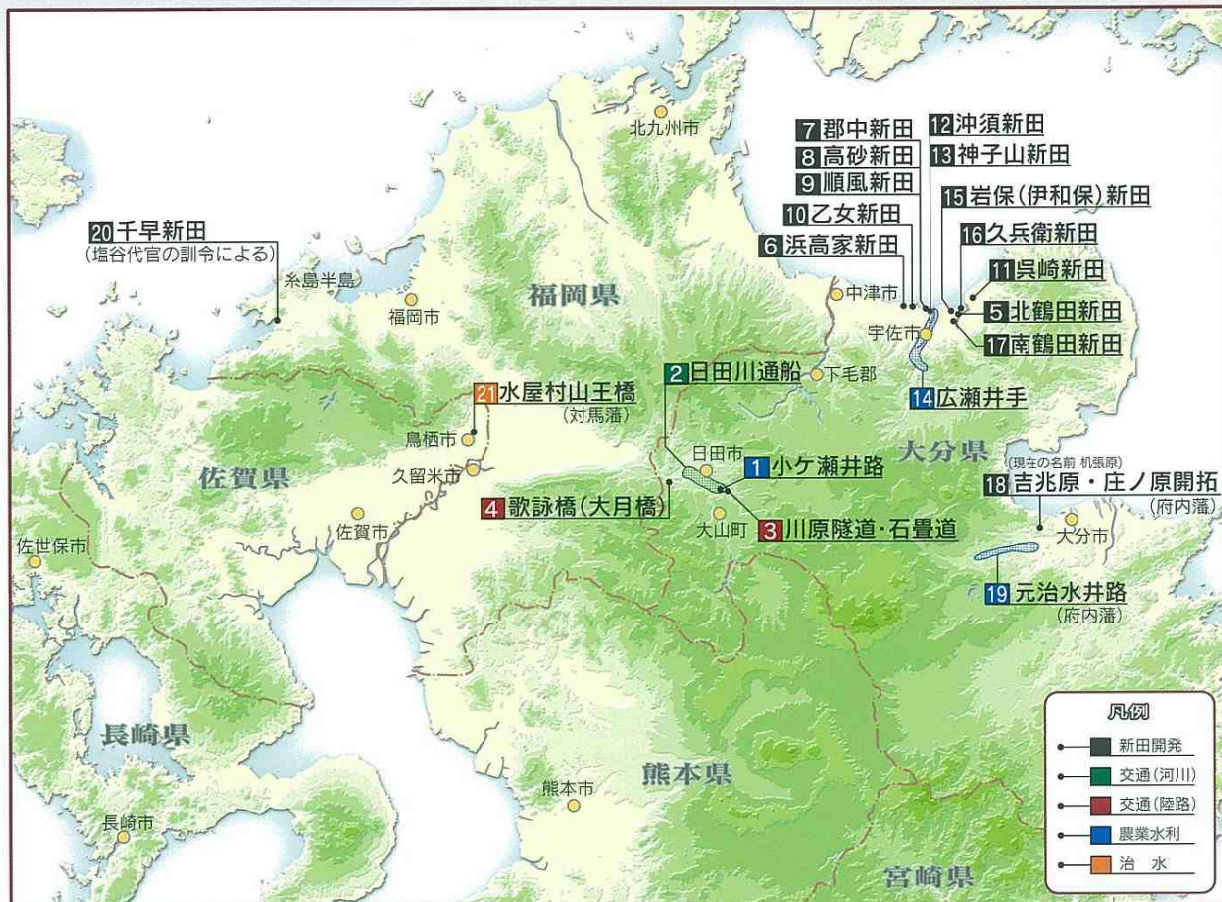 北九州市
7 郡中新田
8 高砂新田
9 順風新田
10 乙女新田
6 浜高家新田
12 沖須新田
13 神子山新田
15 岩保(伊和保)新田
16 久兵衛新田
11 呉崎新田
5 北鶴田新田
17 南鶴田新田
20 千早新田
(塩谷代官の訓令による)
糸島半島
福岡市
福岡県
中津市
宇佐市
下毛郡
14 広瀬井手
2 日田川通船
21 水屋村山王橋
(対馬藩)
鳥栖市
久留米市
佐賀県
佐賀市
佐世保市
日田市
1 小ケ瀬井路
4 歌詠橋(大月橋)
大山町
3 川原隧道・石畳道
大分県
(現在の名前 机張原)
18 吉兆原・庄ノ原開拓
(府内藩)
大分市
19 元治水井路
(府内藩)
長崎県
長崎市
熊本県
熊本市
宮崎県
凡例
新田開発
交通(河川)
交通(陸路)
農業水利
治 水